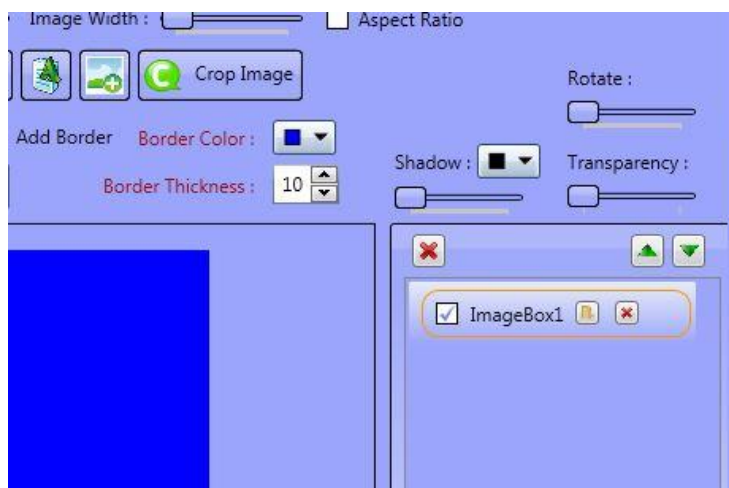 Image Width :
Aspect Ratio
Crop Image
Rotate :
Add Border Border Color :
Shadow :
Transparency :
Border Thickness : 10
ImageBox1